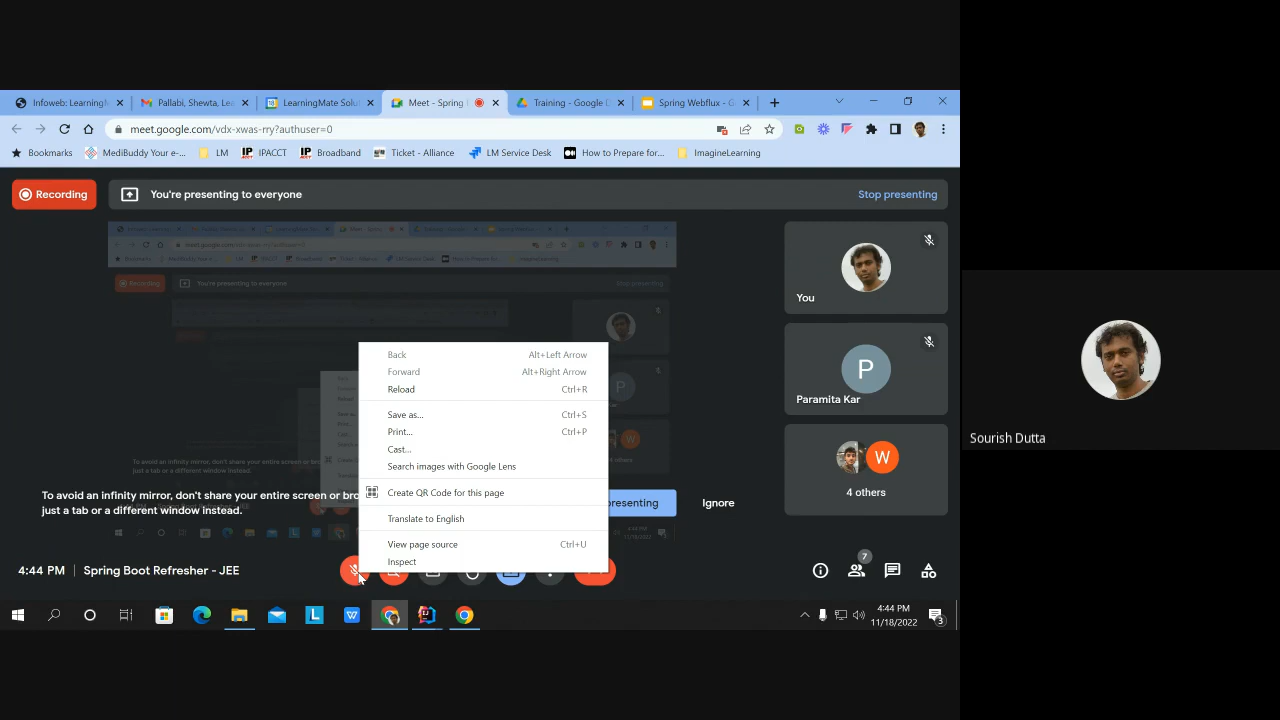 Infoweb: LearningM
Pallabi, Shewta, Lea
LearningMate Solu
Meet - Spring
Training - Google D
Spring Webflux - G
meet.google.com/vdx-xwas-rry?authuser=0
Bookmarks
MediBuddy Your e-...
LM
IPACCT
Broadband
Ticket - Alliance
LM Service Desk
How to Prepare for...
ImagineLearning
Recording
You're presenting to everyone
Stop presenting
You
Back Alt+Left Arrow
Forward Alt+Right Arrow
Reload Ctrl+R
P
Paramita Kar
Save as... Ctrl+S
Print... Ctrl+P
Cast...
Search images with Google Lens
Sourish Dutta
W
4 others
Create QR Code for this page
To avoid an infinity mirror, don't share your entire screen or bro
just a tab or a different window instead.
presenting
Ignore
Translate to English
View page source Ctrl+U
Inspect
4:44 PM | Spring Boot Refresher - JEE
7
4:44 PM
11/18/2022
3